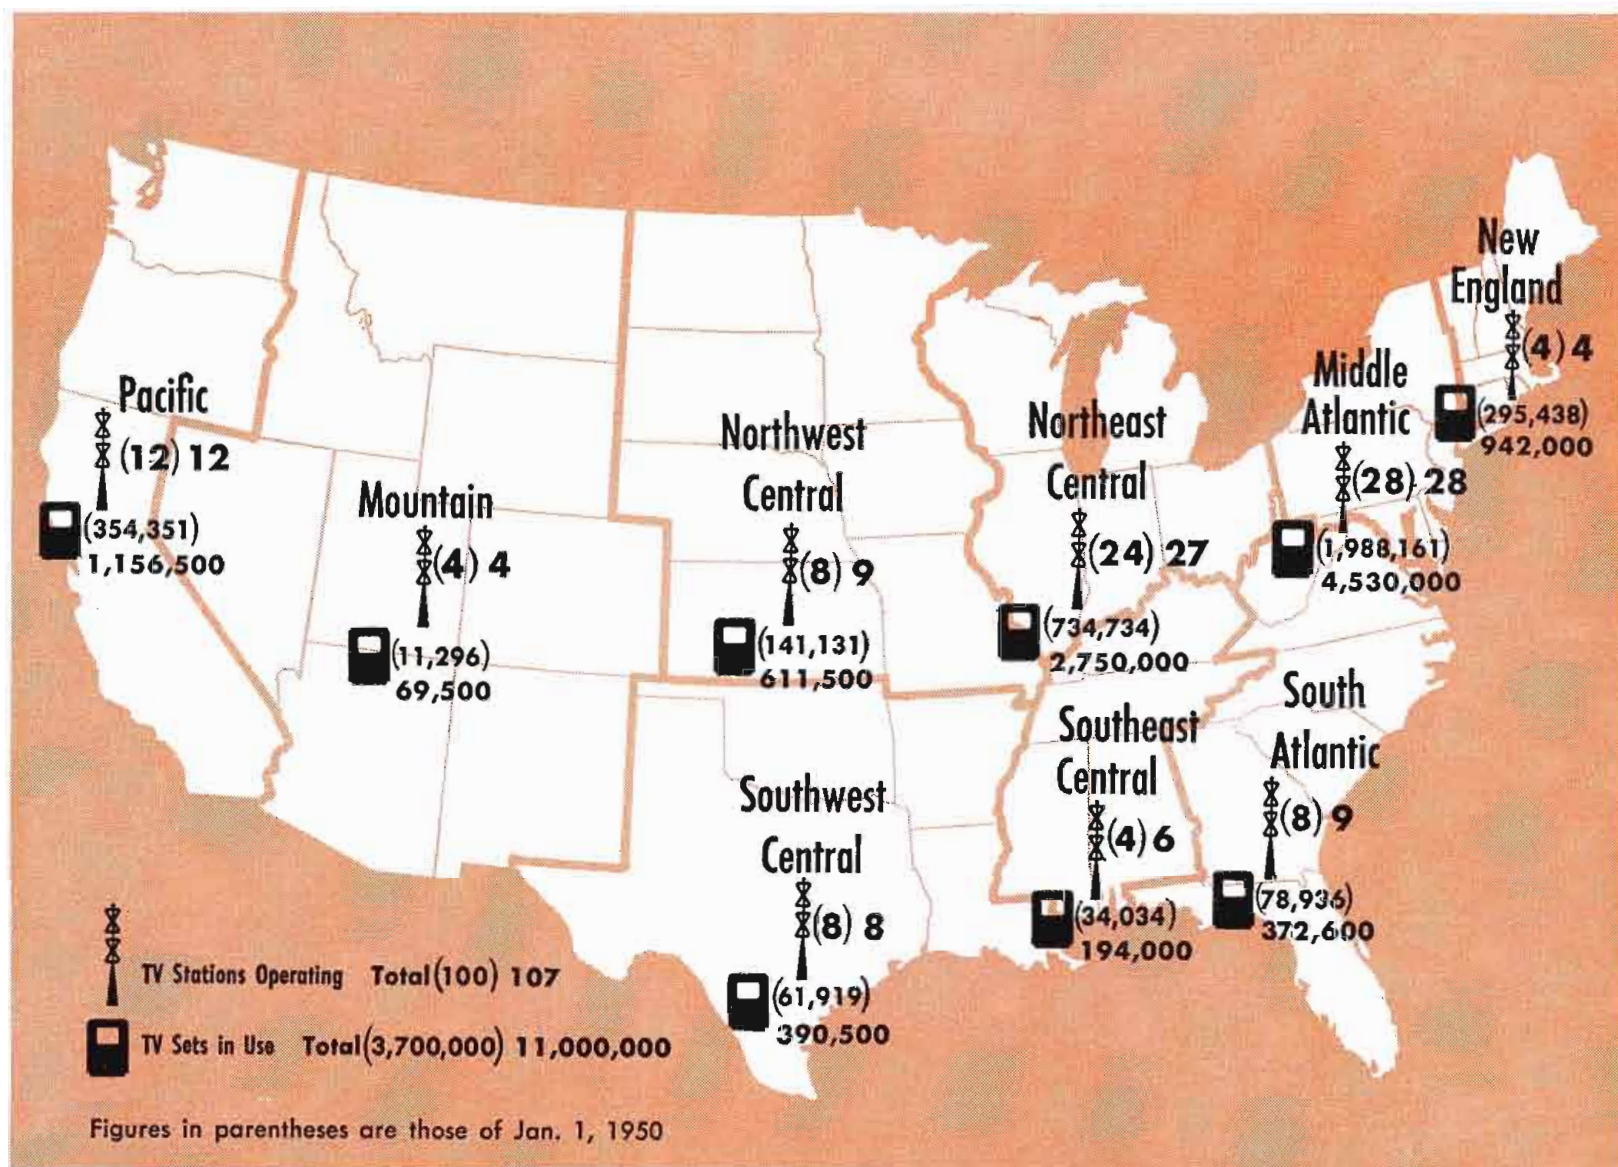 New
England
(4) 4
(295,438)
942,000
Middle
Atlantic
(28) 28
(1,988,161)
4,530,000
Pacific
(12) 12
(354,351)
1,156,500
Mountain
(4) 4
(11,296)
69,500
Northwest
Central
(8) 9
(141,131)
611,500
Northeast
Central
(24) 27
(734,734)
2,750,000
Southeast
Central
(4) 6
(34,034)
194,000
South
Atlantic
(8) 9
(78,936)
372,600
Southwest
Central
(8) 8
(61,919)
390,500
TV Stations Operating Total (100) 107
TV Sets in Use Total (3,700,000) 11,000,000
Figures in parentheses are those of Jan. 1, 1950